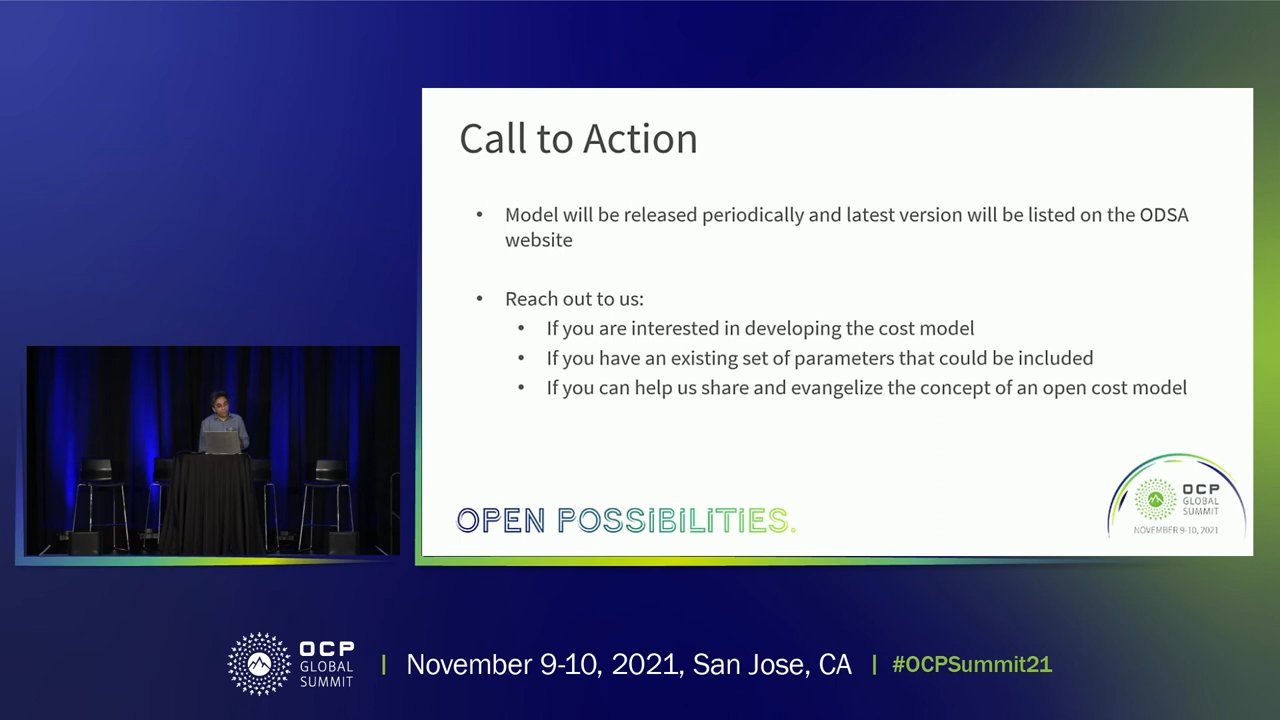 Call to Action
• Model will be released periodically and latest version will be listed on the ODSA
website
• Reach out to us:
• If you are interested in developing the cost model
• If you have an existing set of parameters that could be included
• If you can help us share and evangelize the concept of an open cost model
OPEN POSSIBILITIES.
OCP
GLOBAL
SUMMIT
NOVEMBER 9-10, 2021
OCP
GLOBAL
SUMMIT
| November 9-10, 2021, San Jose, CA | #OCPSummit21